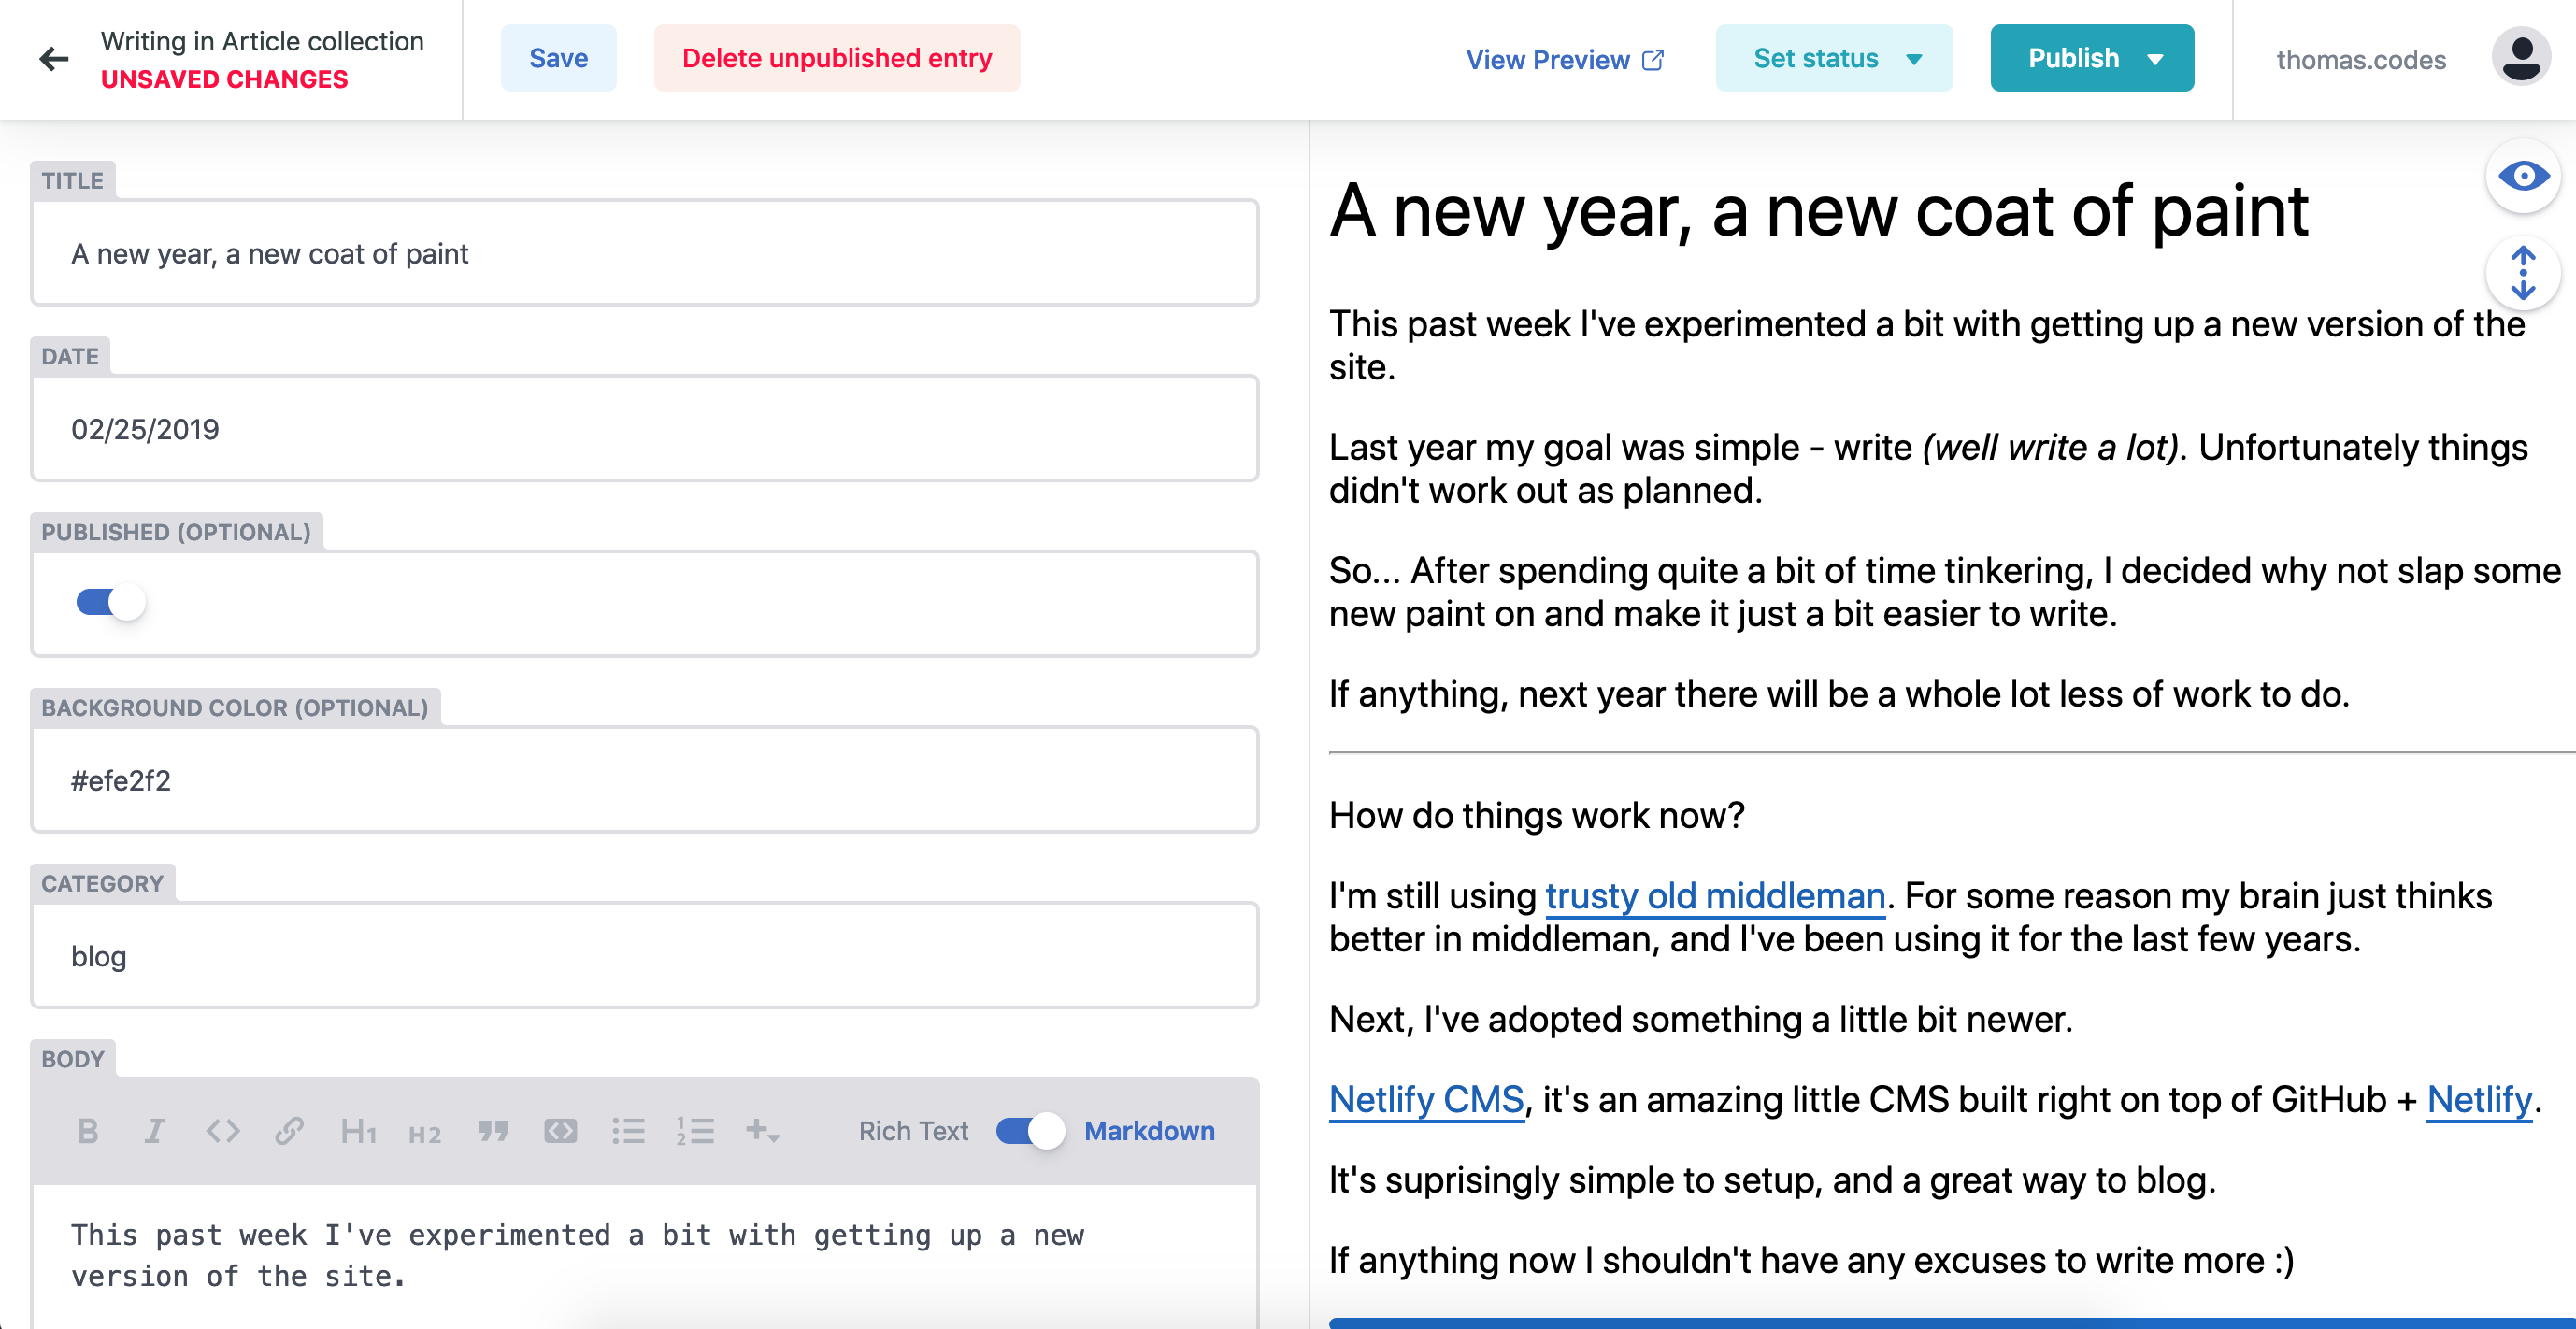 Writing in Article collection
UNSAVED CHANGES
Save
Delete unpublished entry
View Preview
Set status
Publish
thomas.codes
TITLE
A new year, a new coat of paint
DATE
02/25/2019
PUBLISHED (OPTIONAL)
BACKGROUND COLOR (OPTIONAL)
#efe2f2
CATEGORY
blog
BODY
B I H1 H2 Rich Text Markdown
This past week I've experimented a bit with getting up a new
version of the site.
A new year, a new coat of paint
This past week I've experimented a bit with getting up a new version of the
site.
Last year my goal was simple - write (well write a lot). Unfortunately things
didn't work out as planned.
So... After spending quite a bit of time tinkering, I decided why not slap some
new paint on and make it just a bit easier to write.
If anything, next year there will be a whole lot less of work to do.
How do things work now?
I'm still using trusty old middleman. For some reason my brain just thinks
better in middleman, and I've been using it for the last few years.
Next, I've adopted something a little bit newer.
Netlify CMS, it's an amazing little CMS built right on top of GitHub + Netlify.
It's suprisingly simple to setup, and a great way to blog.
If anything now I shouldn't have any excuses to write more :)